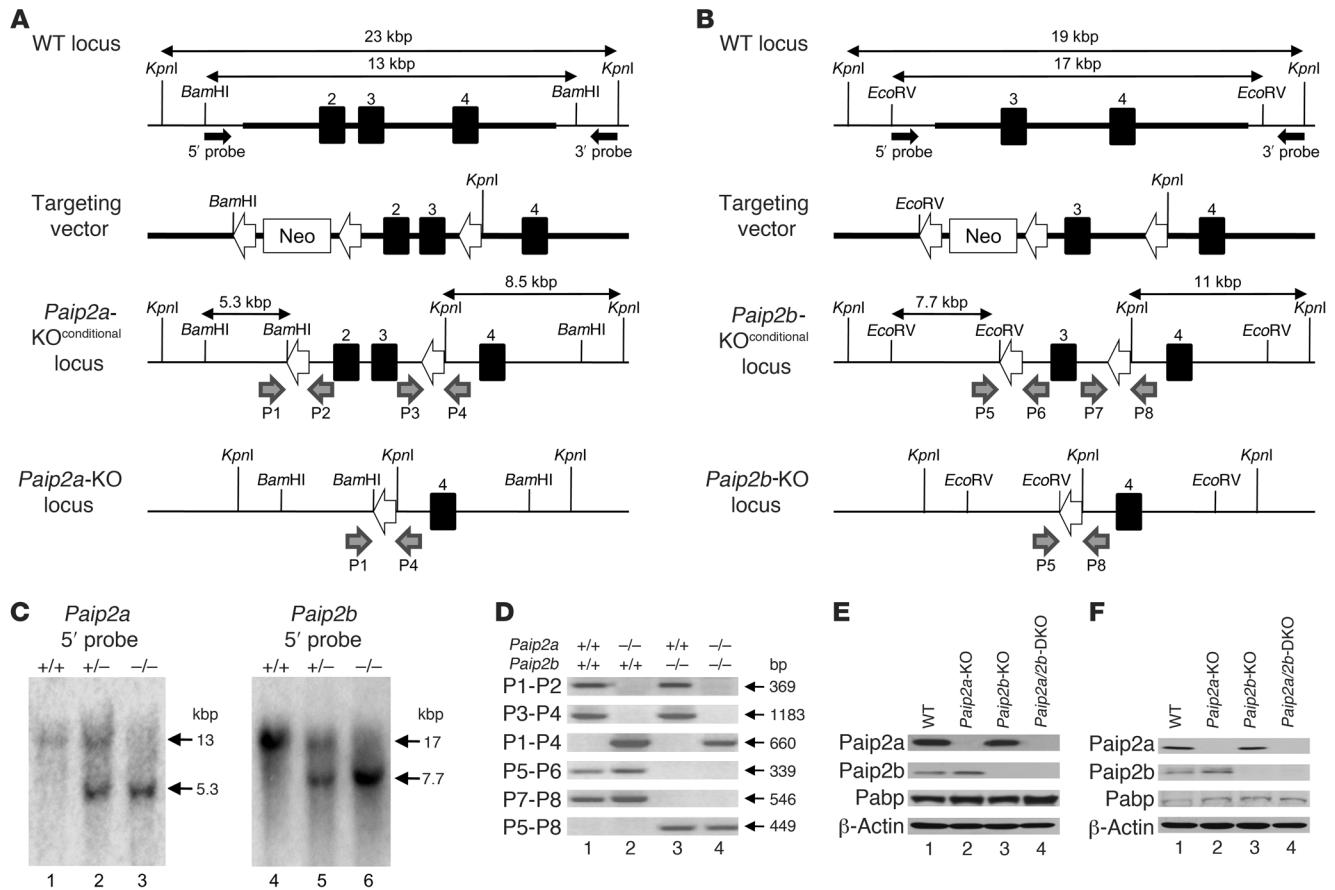 A
WT locus
23 kbp
KpnI
KpnI
13 kbp
BamHI
BamHI
2
3
4
5′ probe
3′ probe
Targeting
vector
BamHI
Neo
2
3
KpnI
4
Paip2a-
KOconditional
locus
5.3 kbp
8.5 kbp
KpnI
BamHI
BamHI
2
3
KpnI
4
BamHI
KpnI
P1
P2
P3
P4
Paip2a-KO
locus
KpnI
BamHI
BamHI
KpnI
4
BamHI
KpnI
P1
P4
B
WT locus
19 kbp
KpnI
KpnI
17 kbp
EcoRV
EcoRV
3
4
5′ probe
3′ probe
Targeting
vector
EcoRV
Neo
3
KpnI
4
Paip2b-
KOconditional
locus
7.7 kbp
11 kbp
KpnI
EcoRV
EcoRV
3
KpnI
4
EcoRV
KpnI
P5
P6
P7
P8
Paip2b-KO
locus
KpnI
EcoRV
EcoRV
KpnI
4
EcoRV
KpnI
P5
P8
C
Paip2a
5′ probe
+/+
+/–
–/–
kbp
13
5.3
1
2
3
Paip2b
5′ probe
+/+
+/–
–/–
kbp
17
7.7
4
5
6
D
Paip2a +/+ –/– +/+ –/–
Paip2b +/+ +/+ –/– –/– bp
P1-P2 369
P3-P4 1183
P1-P4 660
P5-P6 339
P7-P8 546
P5-P8 449
1 2 3 4
E
WT
Paip2a-KO
Paip2b-KO
Paip2a/2b-DKO
Paip2a
Paip2b
Pabp
β-Actin
1 2 3 4
F
WT
Paip2a-KO
Paip2b-KO
Paip2a/2b-DKO
Paip2a
Paip2b
Pabp
β-Actin
1 2 3 4